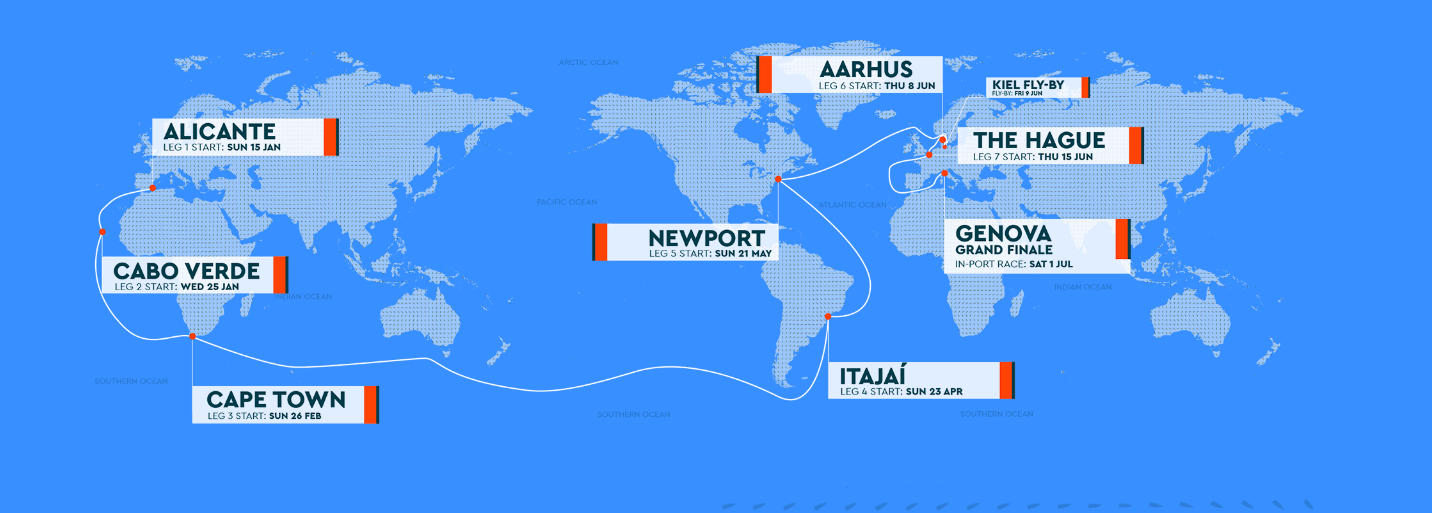 ARCTIC OCEAN
AARHUS
LEG 6 START: THU 8 JUN
KIEL FLY-BY
FLY-BY: FRI 9 JUN
ALICANTE
LEG 1 START: SUN 15 JAN
THE HAGUE
LEG 7 START: THU 15 JUN
PACIFIC OCEAN
ATLANTIC OCEAN
NEWPORT
LEG 5 START: SUN 21 MAY
GENOVA
GRAND FINALE
IN-PORT RACE: SAT 1 JUL
CABO VERDE
LEG 2 START: WED 25 JAN
INDIAN OCEAN
INDIAN OCEAN
ITAJAÍ
LEG 4 START: SUN 23 APR
SOUTHERN OCEAN
CAPE TOWN
LEG 3 START: SUN 26 FEB
SOUTHERN OCEAN
SOUTHERN OCEAN